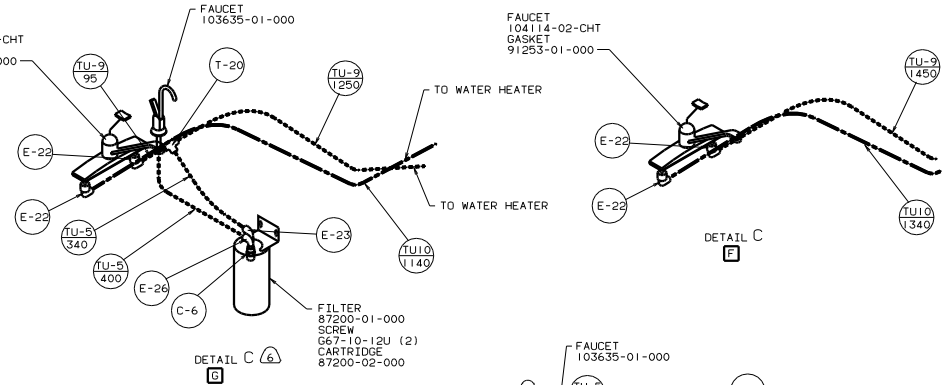 FAUCET
103635-01-000
-CHT
000
TU-9
95
T-20
TU-9
1250
TO WATER HEATER
E-22
E-22
TU-5
340
TU-5
400
E-26
C-6
E-23
TO WATER HEATER
TU10
1140
FILTER
87200-01-000
SCREW
G67-10-12U (2)
CARTRIDGE
87200-02-000
DETAIL C 6
G
FAUCET
104114-02-CHT
GASKET
91253-01-000
TU-9
1450
E-22
E-22
TU10
1340
DETAIL C
F
FAUCET
103635-01-000